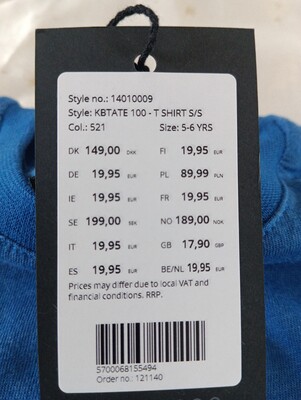 Style no.: 14010009
Style: KBTATE 100 - T SHIRT S/S
Col.: 521 Size: 5-6 YRS
DK 149,00 DKK FI 19,95 EUR
DE 19,95 EUR PL 89,99 PLN
IE 19,95 EUR FR 19,95 EUR
SE 199,00 SEK NO 189,00 NOK
IT 19,95 EUR GB 17,90 GBP
ES 19,95 EUR BE/NL 19,95 EUR
Prices may differ due to local VAT and
financial conditions. RRP.
5700068155494
Order no.: 121140